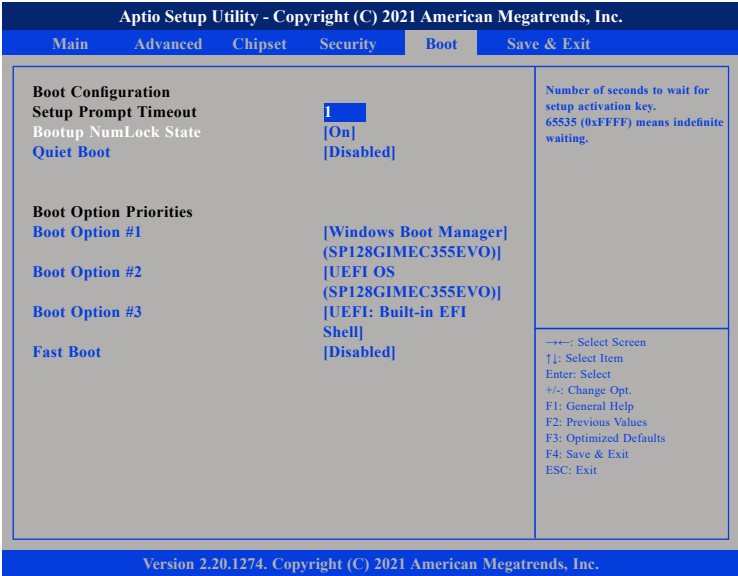 Aptio Setup Utility - Copyright (C) 2021 American Megatrends, Inc.
Main Advanced Chipset Security Boot Save & Exit
Boot Configuration
Setup Prompt Timeout 1
Bootup NumLock State [On]
Quiet Boot [Disabled]
Boot Option Priorities
Boot Option #1 [Windows Boot Manager]
(SP128GIMEC355EVO)]
Boot Option #2 [UEFI OS
(SP128GIMEC355EVO)]
Boot Option #3 [UEFI: Built-in EFI
Shell]
Fast Boot [Disabled]
Number of seconds to wait for
setup activation key.
65535 (0xFFFF) means indefinite
waiting.
→←: Select Screen
↑↓: Select Item
Enter: Select
+/-: Change Opt.
F1: General Help
F2: Previous Values
F3: Optimized Defaults
F4: Save & Exit
ESC: Exit
Version 2.20.1274. Copyright (C) 2021 American Megatrends, Inc.